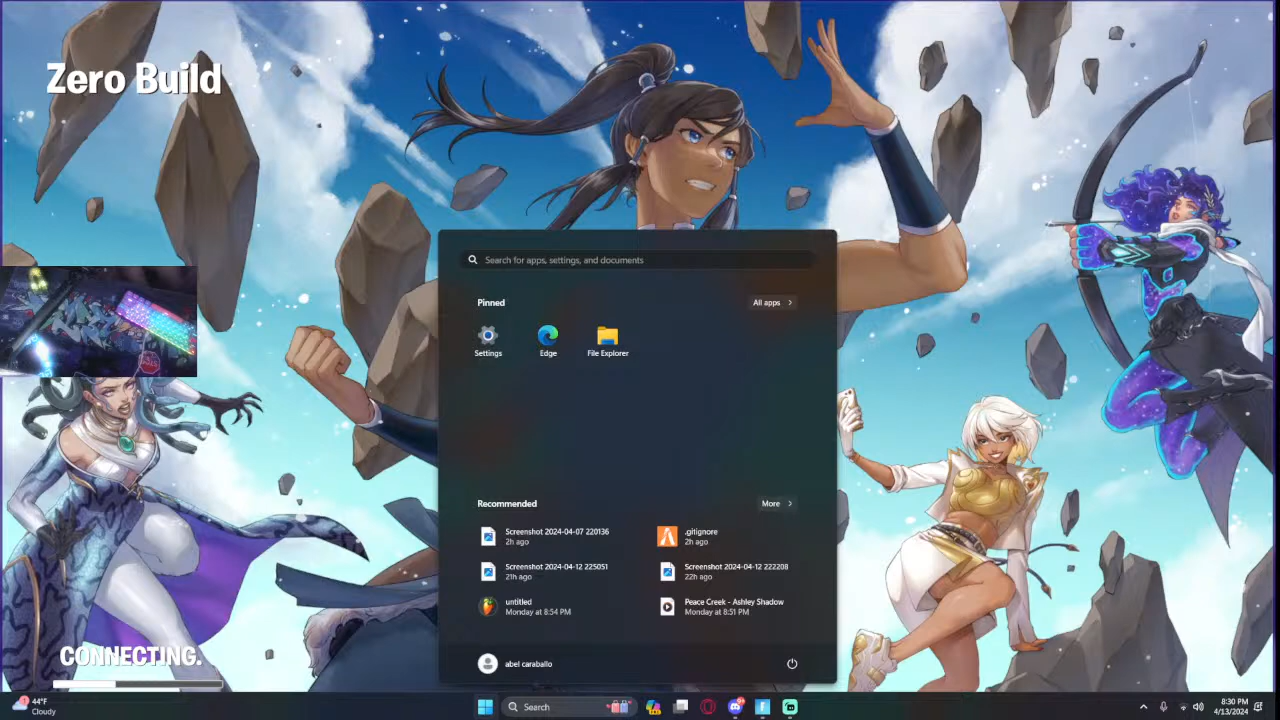 Zero Build
Search for apps, settings, and documents
Pinned
All apps
Settings
Edge
File Explorer
Recommended
More
Screenshot 2024-04-07 220136
2h ago
.gitignore
2h ago
Screenshot 2024-04-12 225051
21h ago
Screenshot 2024-04-12 222208
22h ago
untitled
Monday at 8:54 PM
Peace Creek - Ashley Shadow
Monday at 8:51 PM
CONNECTING.
abel caraballo
44°F
Cloudy
Search
8:30 PM
4/13/2024